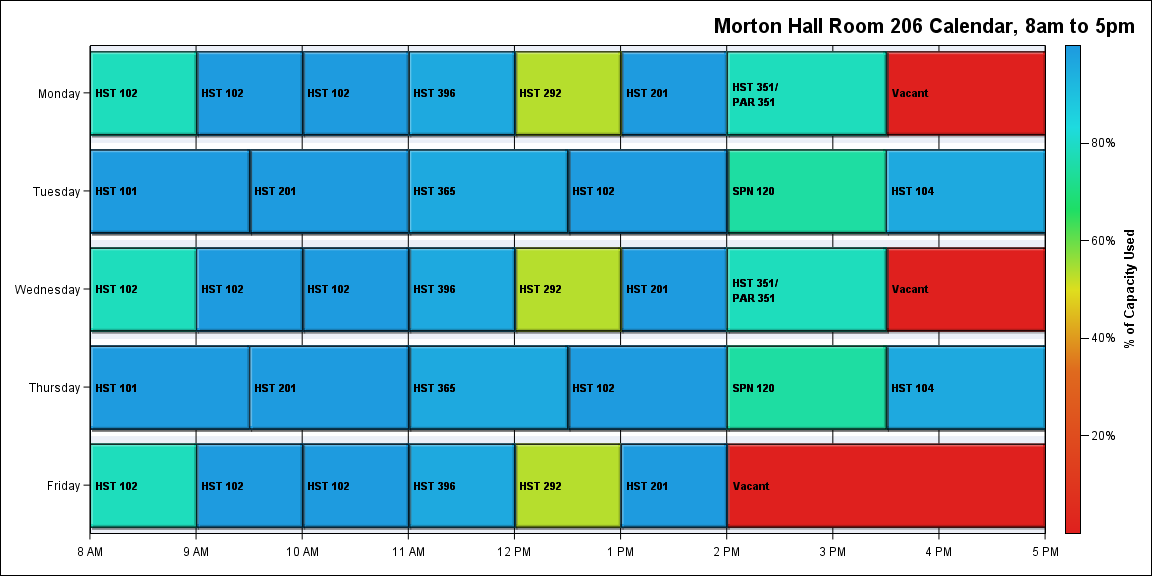 Morton Hall Room 206 Calendar, 8am to 5pm
Monday
HST 102
HST 102
HST 102
HST 396
HST 292
HST 201
HST 351/
PAR 351
Vacant
Tuesday
HST 101
HST 201
HST 365
HST 102
SPN 120
HST 104
Wednesday
HST 102
HST 102
HST 102
HST 396
HST 292
HST 201
HST 351/
PAR 351
Vacant
Thursday
HST 101
HST 201
HST 365
HST 102
SPN 120
HST 104
Friday
HST 102
HST 102
HST 102
HST 396
HST 292
HST 201
Vacant
8 AM
9 AM
10 AM
11 AM
12 PM
1 PM
2 PM
3 PM
4 PM
5 PM
80%
60%
40%
20%
% of Capacity Used